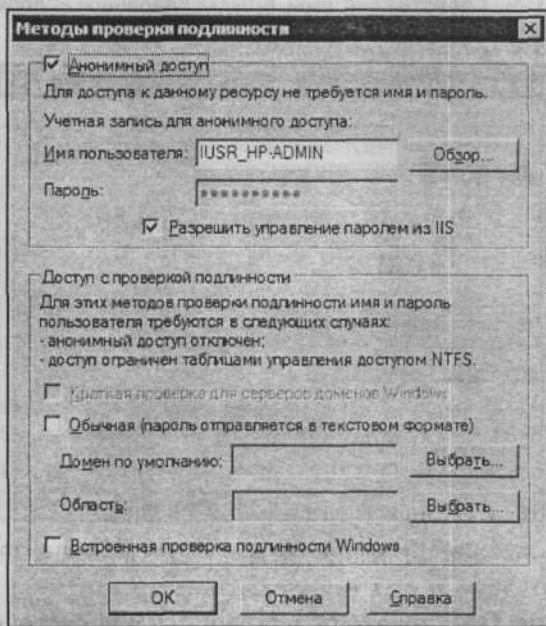 Методы проверки подлинности
Анонимный доступ
Для доступа к данному ресурсу не требуется имя и пароль.
Учетная запись для анонимного доступа:
Имя пользователя: IUSR_HP-ADMIN Обзор...
Пароль: **********
Разрешить управление паролем из IIS
Доступ с проверкой подлинности
Для этих методов проверки подлинности имя и пароль
пользователя требуются в следующих случаях:
- анонимный доступ отключен;
- доступ ограничен таблицами управления доступом NTFS.
Краткая проверка для серверов доменов Windows
Обычная (пароль отправляется в текстовом формате)
Домен по умолчанию: Выбрать...
Область: Выбрать...
Встроенная проверка подлинности Windows
OK Отмена Справка